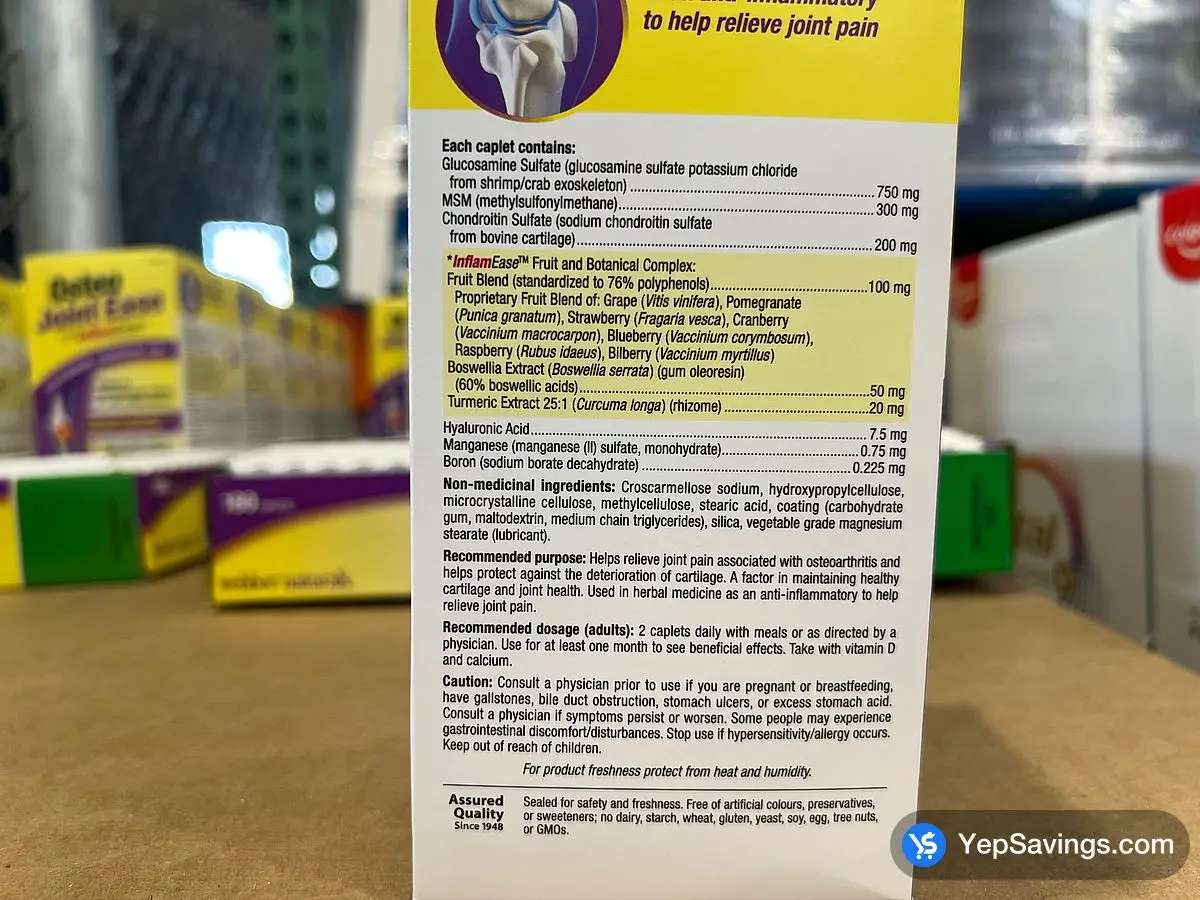 to help relieve joint pain
Each caplet contains:
Glucosamine Sulfate (glucosamine sulfate potassium chloride
from shrimp/crab exoskeleton) 750 mg
MSM (methylsulfonylmethane) 300 mg
Chondroitin Sulfate (sodium chondroitin sulfate
from bovine cartilage) 200 mg
*InflamEase™ Fruit and Botanical Complex:
Fruit Blend (standardized to 76% polyphenols) 100 mg
Proprietary Fruit Blend of: Grape (Vitis vinifera), Pomegranate
(Punica granatum), Strawberry (Fragaria vesca), Cranberry
(Vaccinium macrocarpon), Blueberry (Vaccinium corymbosum),
Raspberry (Rubus idaeus), Bilberry (Vaccinium myrtillus)
Boswellia Extract (Boswellia serrata) (gum oleoresin)
(60% boswellic acids) 50 mg
Turmeric Extract 25:1 (Curcuma longa) (rhizome) 20 mg
Hyaluronic Acid 7.5 mg
Manganese (manganese (II) sulfate, monohydrate) 0.75 mg
Boron (sodium borate decahydrate) 0.225 mg
Non-medicinal ingredients: Croscarmellose sodium, hydroxypropylcellulose,
microcrystalline cellulose, methylcellulose, stearic acid, coating (carbohydrate
gum, maltodextrin, medium chain triglycerides), silica, vegetable grade magnesium
stearate (lubricant).
Recommended purpose: Helps relieve joint pain associated with osteoarthritis and
helps protect against the deterioration of cartilage. A factor in maintaining healthy
cartilage and joint health. Used in herbal medicine as an anti-inflammatory to help
relieve joint pain.
Recommended dosage (adults): 2 caplets daily with meals or as directed by a
physician. Use for at least one month to see beneficial effects. Take with vitamin D
and calcium.
Caution: Consult a physician prior to use if you are pregnant or breastfeeding,
have gallstones, bile duct obstruction, stomach ulcers, or excess stomach acid.
Consult a physician if symptoms persist or worsen. Some people may experience
gastrointestinal discomfort/disturbances. Stop use if hypersensitivity/allergy occurs.
Keep out of reach of children.
For product freshness protect from heat and humidity.
Assured
Quality
Since 1948
Sealed for safety and freshness. Free of artificial colours, preservatives,
or sweeteners; no dairy, starch, wheat, gluten, yeast, soy, egg, tree nuts,
or GMOs.
Osteo
Joint Ease
webber naturals
YepSavings.com